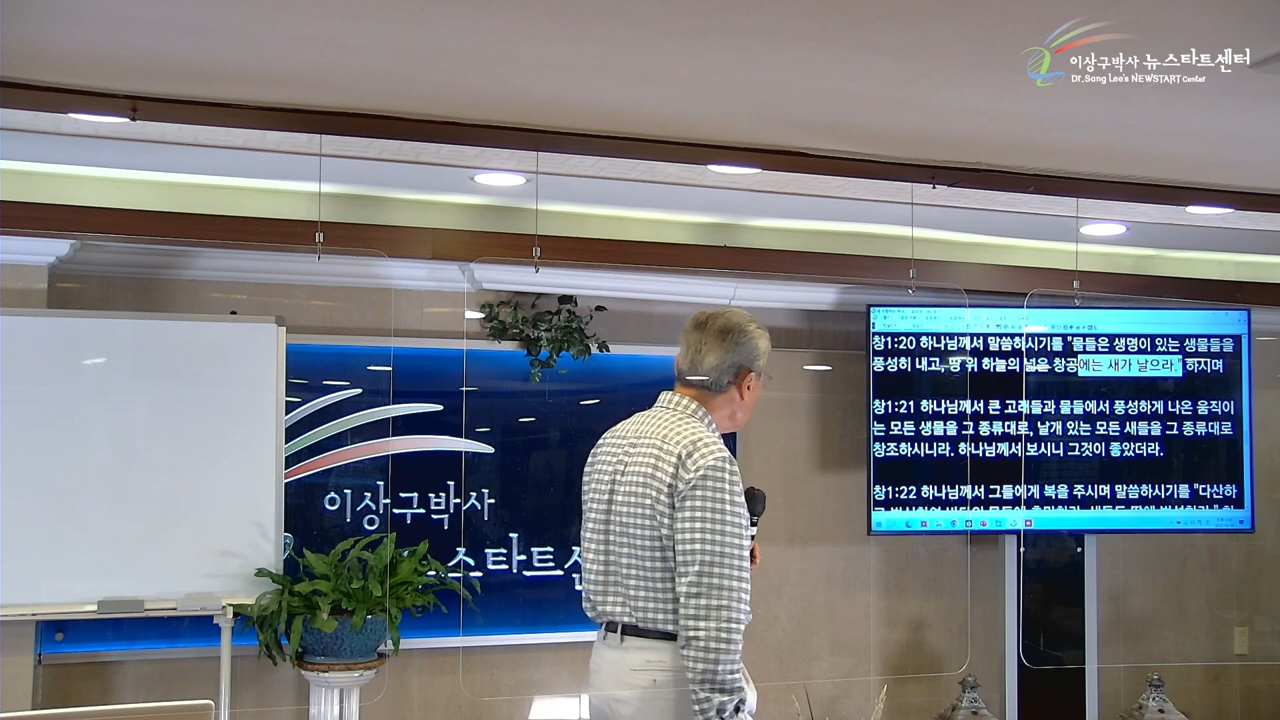 이상구박사 뉴스타트센터
Dr. Sang Lee's NEWSTART Center
창1:20 하나님께서 말씀하시기를 "물들은 생명이 있는 생물들을
풍성히 내고, 땅 위 하늘의 넓은 창공에는 새가 날으라," 하시며
창1:21 하나님께서 큰 고래들과 물들에서 풍성하게 나온 움직이
는 모든 생물을 그 종류대로, 날개 있는 모든 새들을 그 종류대로
창조하시니라. 하나님께서 보시니 그것이 좋았더라.
창1:22 하나님께서 그들에게 복을 주시며 말씀하시기를 "다산하
이상구박사
스타트